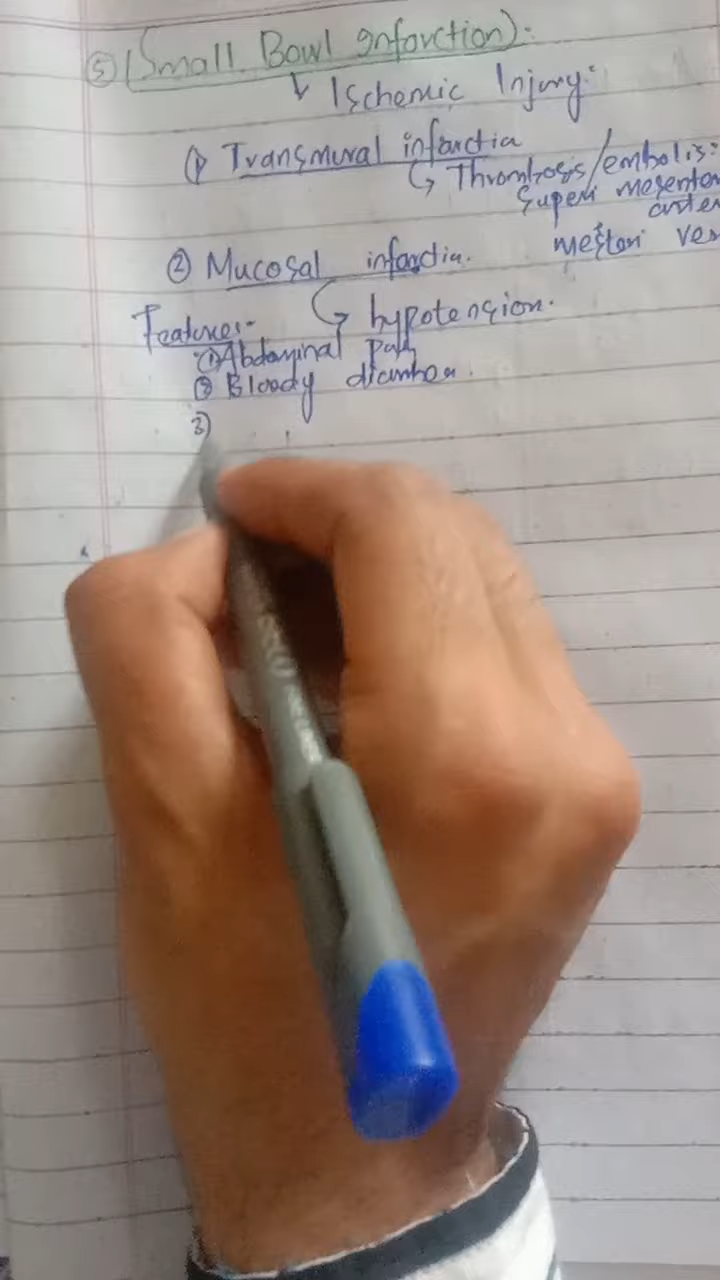 ⑤ (Small Bowl Infarction):
↓ Ischemic Injury:
① Transmural infarctia
↳ Thrombosis/embolis:
Superi mesenter
arter
② Mucosal infarctia. mesteri ves
↳ hypotension.
Features:-
① Abdominal Pain
② Bloody diarrhea.
③